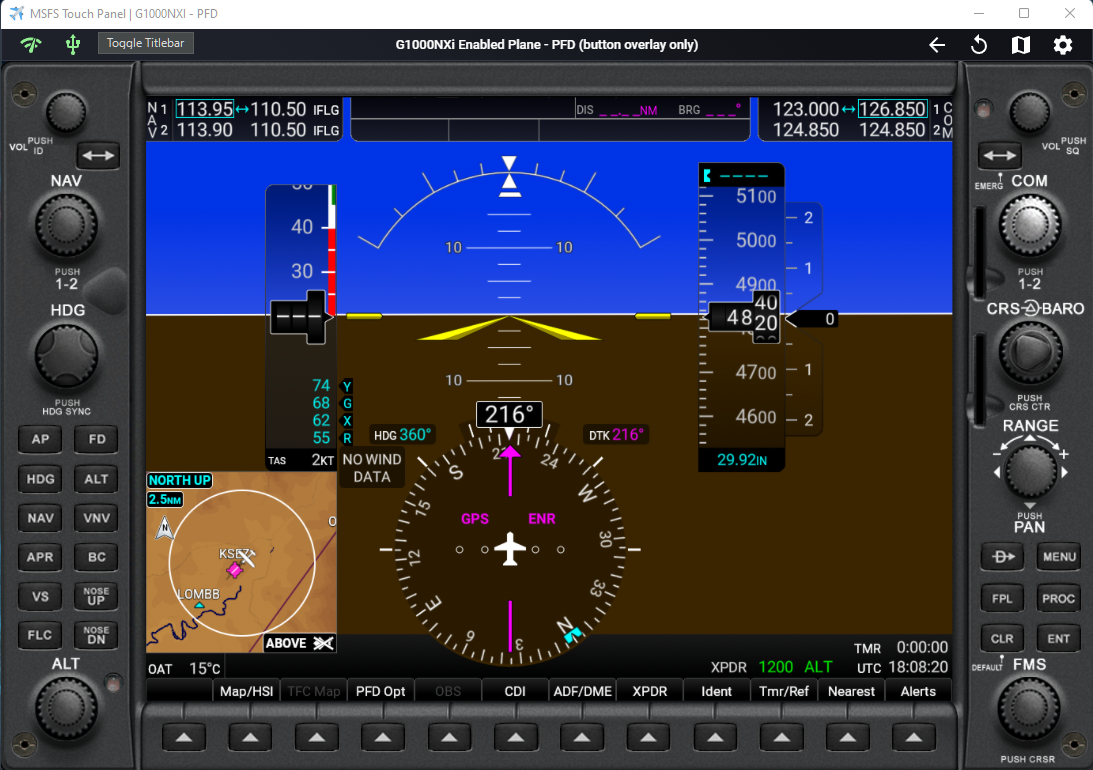 MSFS Touch Panel | G1000NXI - PFD
Toggle Titlebar
G1000NXi Enabled Plane - PFD (button overlay only)
NAV 1 113.95 ↔ 110.50 IFLG
2 113.90 110.50 IFLG
DIS __.__NM BRG ___°
123.000 ↔ 126.850 1 COM
124.850 124.850 2
VOL PUSH ID
NAV
PUSH
1-2
HDG
PUSH
HDG SYNC
AP FD
HDG ALT
NAV VNV
APR BC
VS NOSE UP
FLC NOSE DN
ALT
40
30
---
74 Y
68 G
62 X
55 R
TAS 2KT
10 10
10 10
----
5100
5000
4900
48 40
20
4700
4600
29.92IN
2
1
0
1
2
216°
HDG 360°
DTK 216°
NO WIND
DATA
S 24 W 30 33 N 3 6 E 12 15
GPS ENR
NORTH UP
2.5NM
N
KSEZ
LOMBB
ABOVE
OAT 15°C
XPDR 1200 ALT
TMR 0:00:00
UTC 18:08:20
Map/HSI TFC Map PFD Opt OBS CDI ADF/DME XPDR Ident Tmr/Ref Nearest Alerts
VOL PUSH SQ
EMERG COM
PUSH
1-2
CRS BARO
PUSH
CRS CTR
RANGE
- +
PUSH
PAN
D MENU
FPL PROC
CLR ENT
DEFAULT FMS
PUSH CRSR